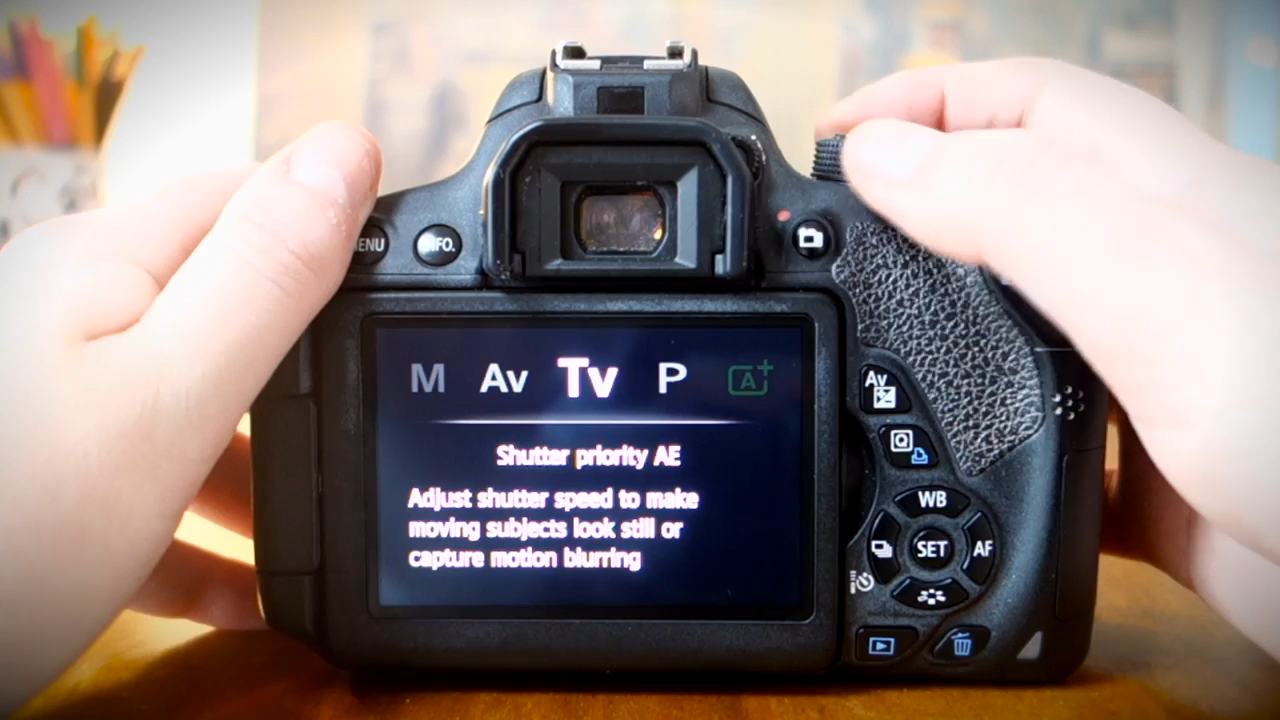 MENU
INFO.
M Av Tv P A+
Shutter priority AE
Adjust shutter speed to make
moving subjects look still or
capture motion blurring
Av
Q
WB
SET
AF